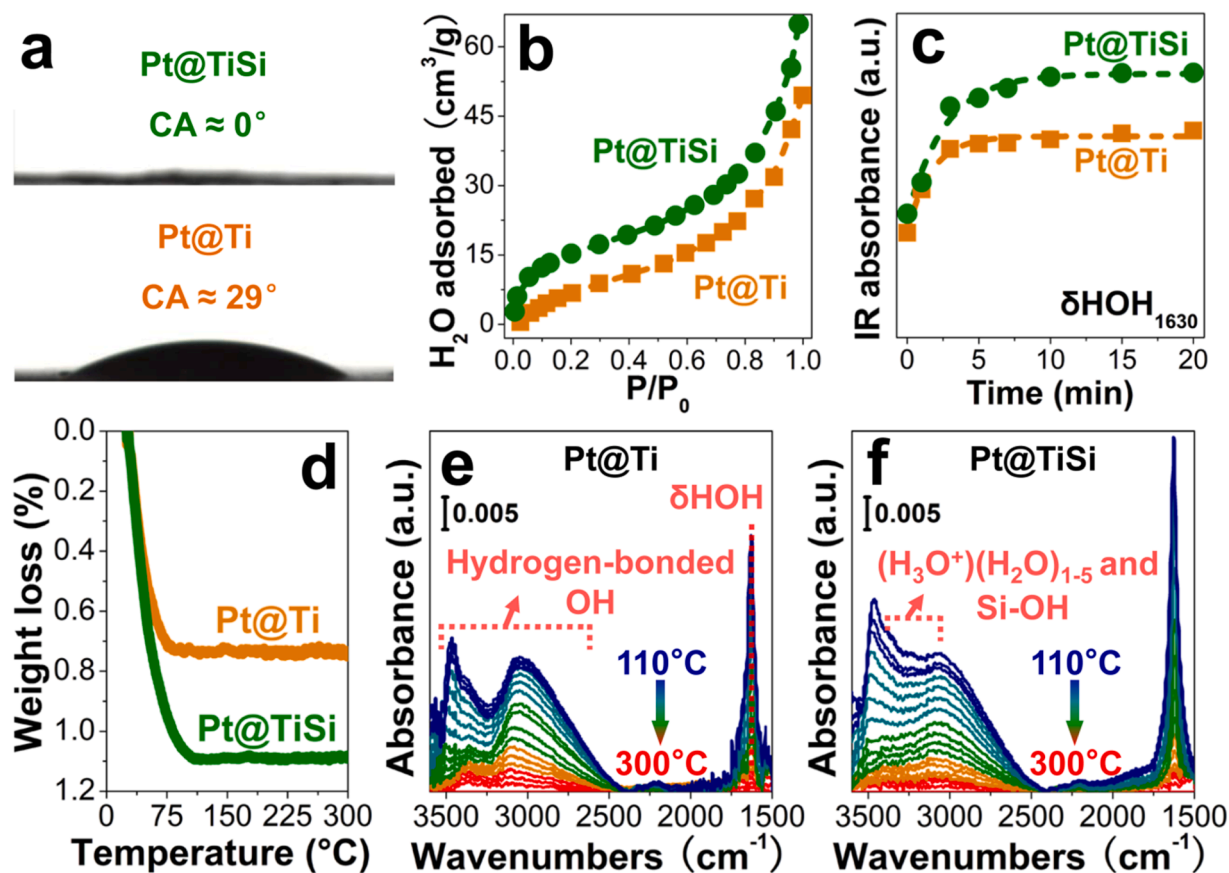 a
Pt@TiSi
CA ≈ 0°
Pt@Ti
CA ≈ 29°
b
H₂O adsorbed (cm³/g)
60
45
30
15
0
Pt@TiSi
Pt@Ti
0.0 0.2 0.4 0.6 0.8 1.0
P/P₀
c
IR absorbance (a.u.)
Pt@TiSi
Pt@Ti
δHOH₁₆₃₀
0 5 10 15 20
Time (min)
d
Weight loss (%)
0.0
0.2
0.4
0.6
0.8
1.0
1.2
Pt@Ti
Pt@TiSi
0 75 150 225 300
Temperature (°C)
e
Pt@Ti
Absorbance (a.u.)
0.005
δHOH
Hydrogen-bonded
OH
110°C
300°C
3500 3000 2500 2000 1500
Wavenumbers (cm⁻¹)
f
Pt@TiSi
Absorbance (a.u.)
0.005
(H₃O⁺)(H₂O)₁₋₅ and
Si-OH
110°C
300°C
3500 3000 2500 2000 1500
Wavenumbers (cm⁻¹)